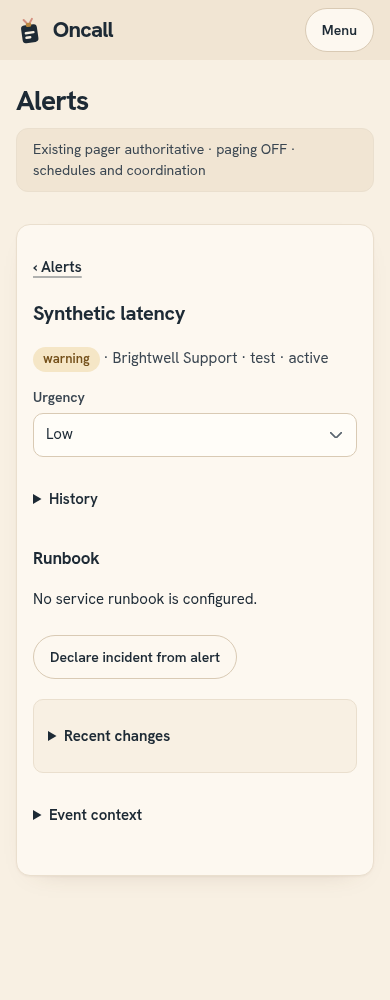 Oncall
Menu
Alerts
Existing pager authoritative · paging OFF ·
schedules and coordination
‹ Alerts
Synthetic latency
warning · Brightwell Support · test · active
Urgency
Low
History
Runbook
No service runbook is configured.
Declare incident from alert
Recent changes
Event context